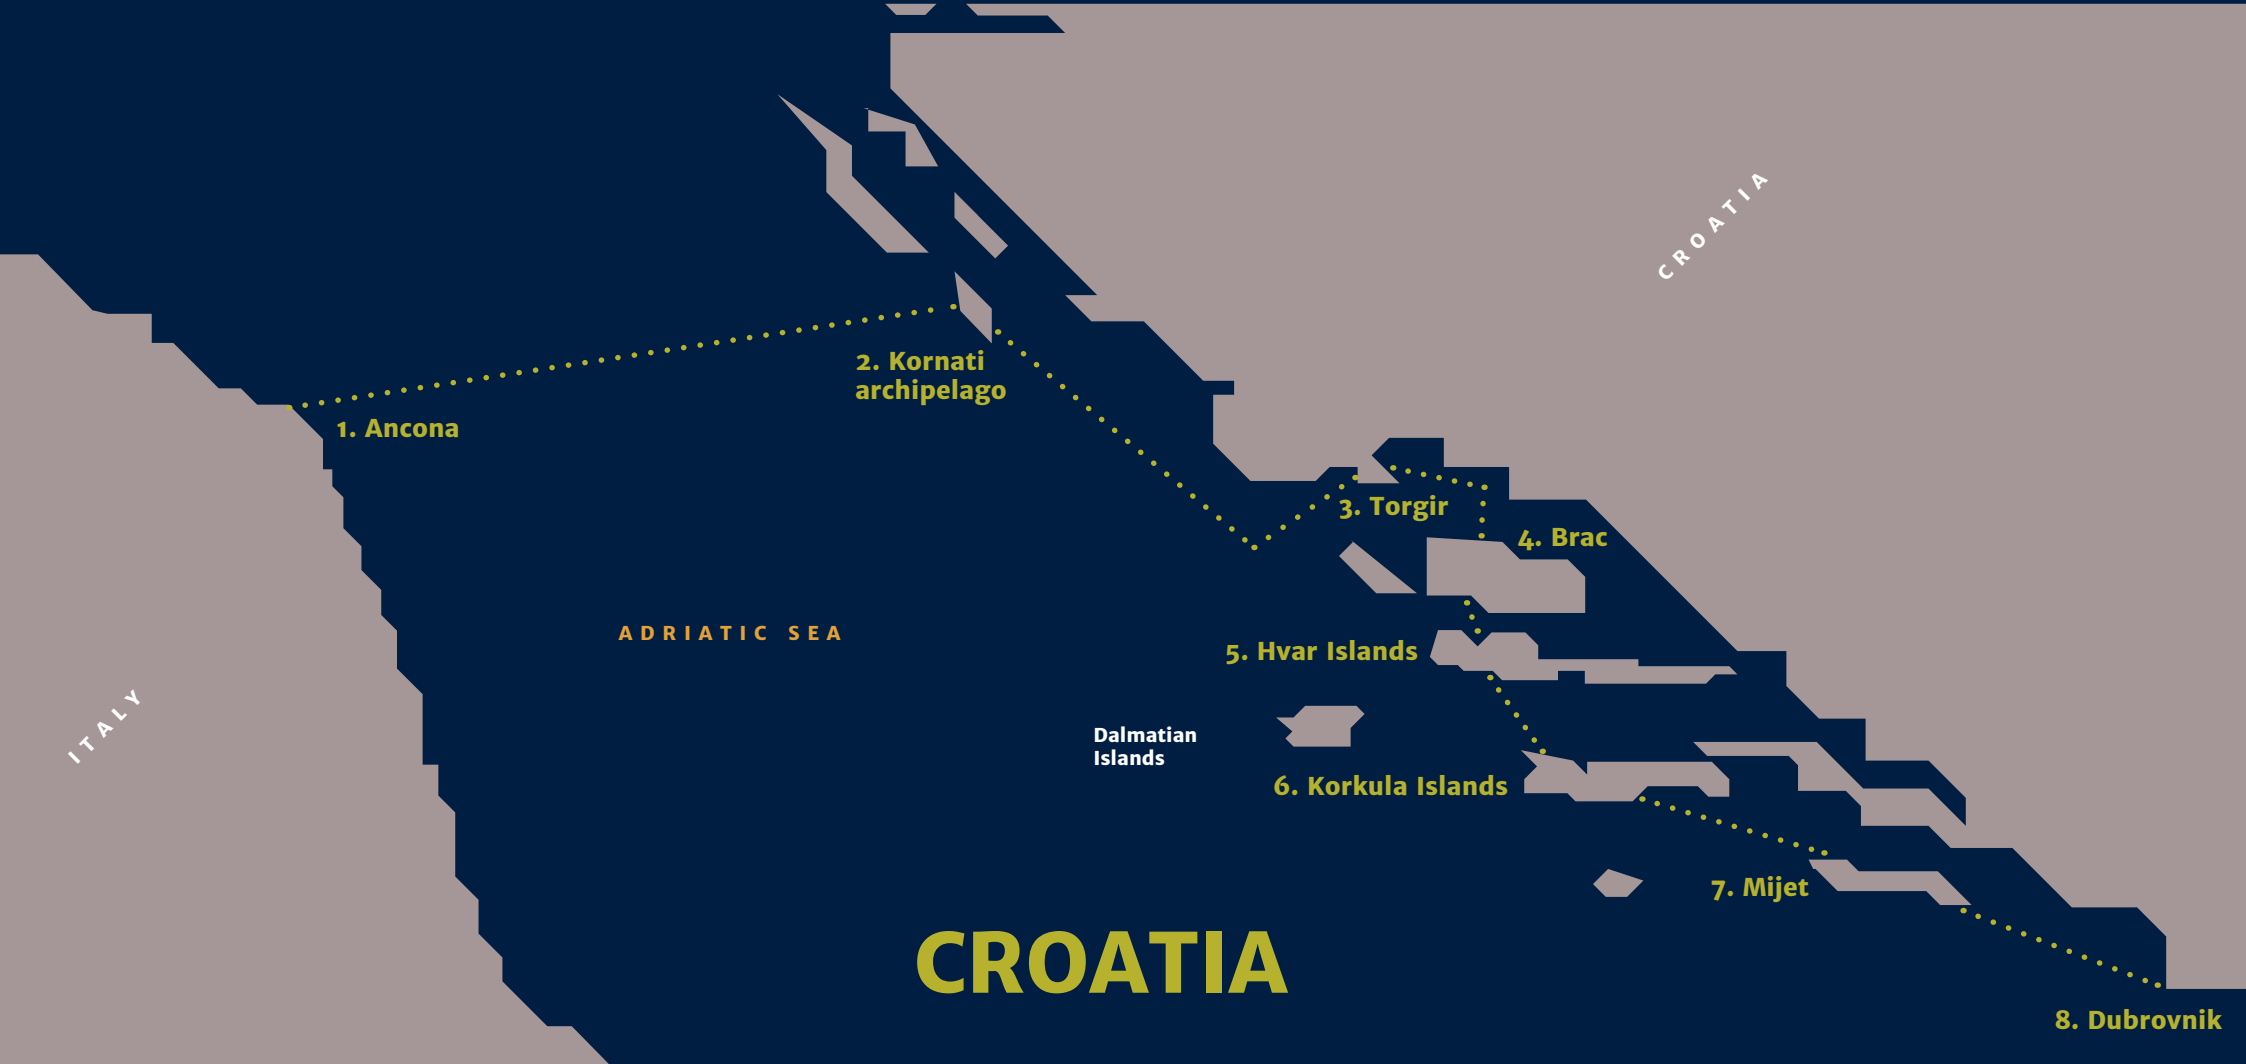 CROATIA
2. Kornati
archipelago
1. Ancona
3. Torgir
4. Brac
ADRIATIC SEA
5. Hvar Islands
ITALY
Dalmatian
Islands
6. Korkula Islands
7. Mijet
CROATIA
8. Dubrovnik